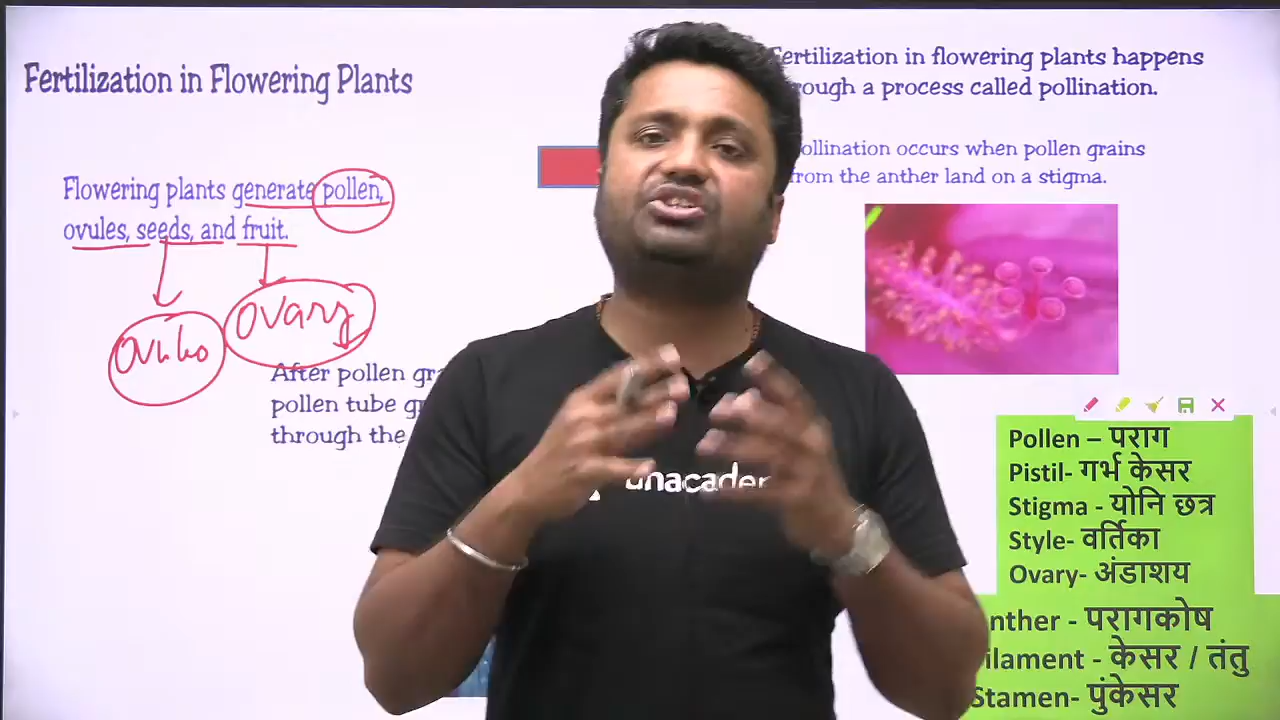 Fertilization in Flowering Plants
Flowering plants generate pollen,
ovules, seeds, and fruit.
ovary
After pollen
pollen tube
through the
ertilization in flowering plants happens
rough a process called pollination.
ollination occurs when pollen grains
from the anther land on a stigma.
unacadem
Pollen – पराग
Pistil- गर्भ केसर
Stigma - योनि छत्र
Style- वर्तिका
Ovary- अंडाशय
nther - परागकोष
ilament - केसर / तंतु
Stamen- पुंकेसर